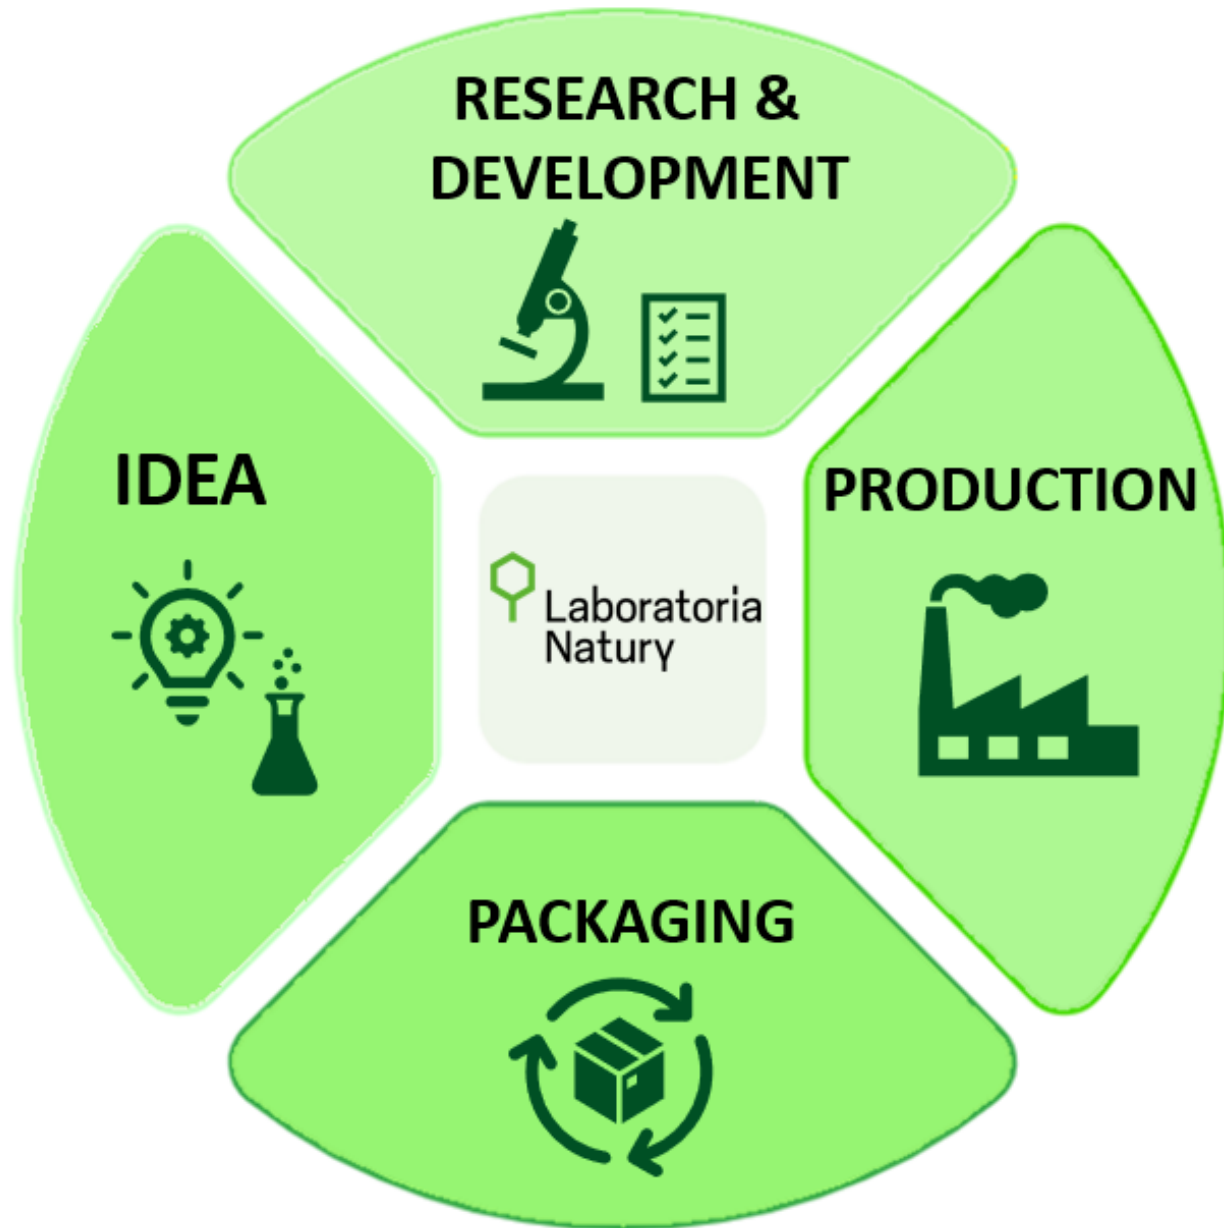 RESEARCH &
DEVELOPMENT
IDEA
PRODUCTION
Laboratoria
Natury
PACKAGING